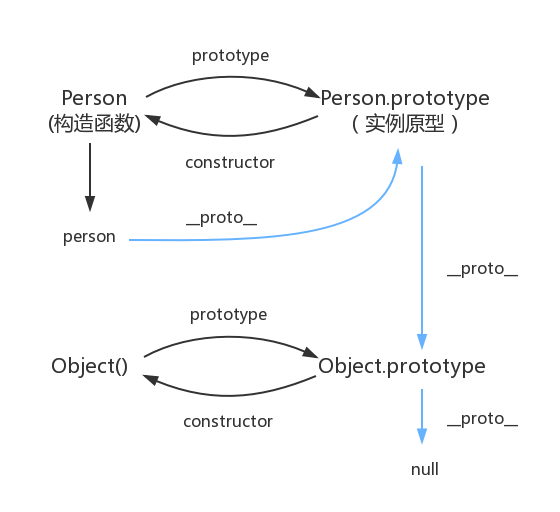 prototype
Person
(构造函数)
Person.prototype
( 实例原型 )
constructor
__proto__
person
__proto__
prototype
Object()
Object.prototype
constructor
__proto__
null